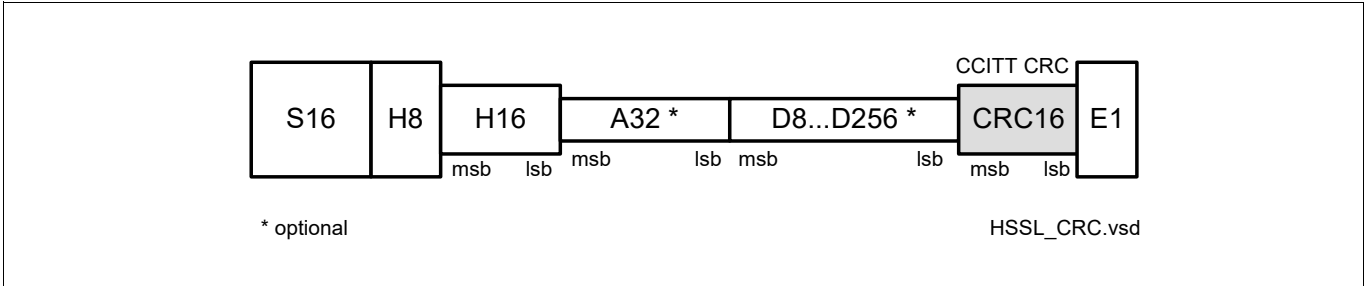 CCITT CRC
S16 H8 H16 A32 * D8...D256 * CRC16 E1
msb lsb msb lsb msb lsb msb lsb
* optional HSSL_CRC.vsd